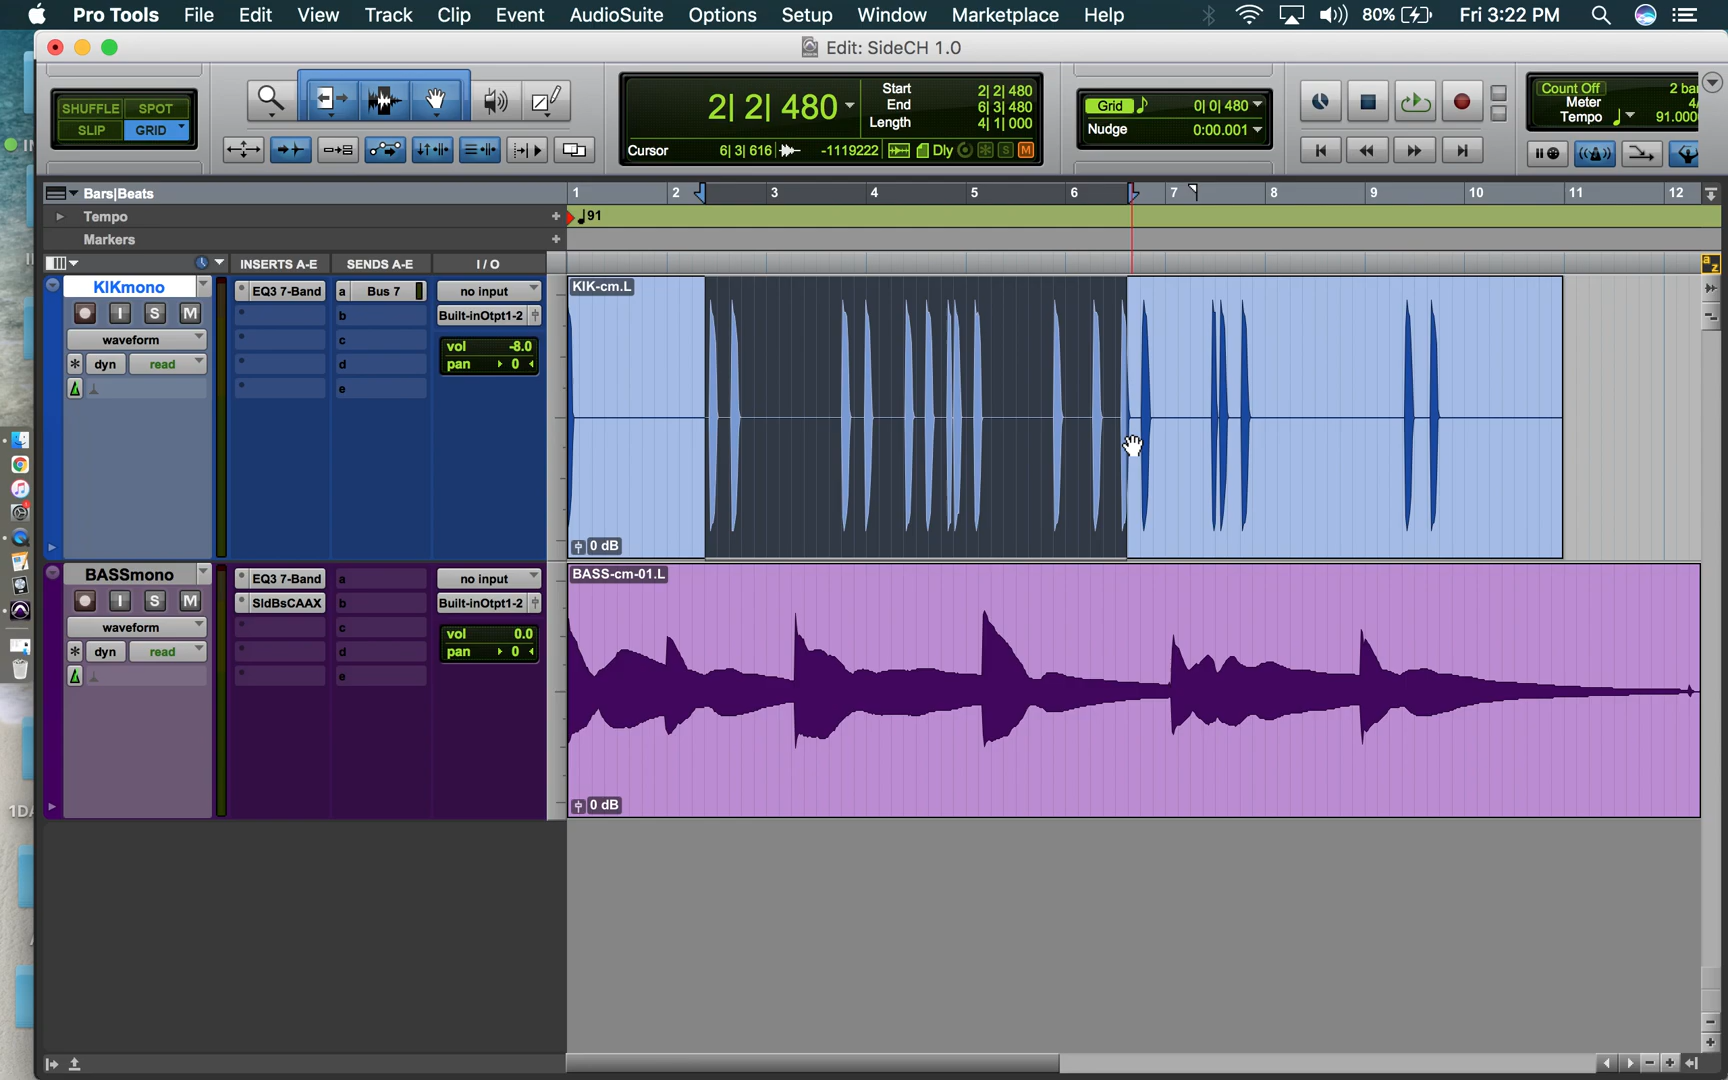 Pro Tools File Edit View Track Clip Event AudioSuite Options Setup Window Marketplace Help 80% Fri 3:22 PM
Edit: SideCH 1.0
SHUFFLE SPOT
SLIP GRID
2| 2| 480
Start 2| 2| 480
End 6| 3| 480
Length 4| 1| 000
Cursor 6| 3| 616 -1119222 Dly S M
Grid 0| 0| 480
Nudge 0:00.001
Count Off 2 ba
Meter 4/
Tempo 91.000
Bars|Beats 1 2 3 4 5 6 7 8 9 10 11 12
Tempo + 91
Markers +
INSERTS A-E SENDS A-E I / O
a z
KIKmono
I S M
waveform
* dyn read
EQ3 7-Band
a Bus 7
b
c
d
e
no input
Built-inOtpt1-2
vol -8.0
pan 0
KIK-cm.L
0 dB
BASSmono
I S M
waveform
* dyn read
EQ3 7-Band
SldBsCAAX
a
b
c
d
e
no input
Built-inOtpt1-2
vol 0.0
pan 0
BASS-cm-01.L
0 dB
1DA